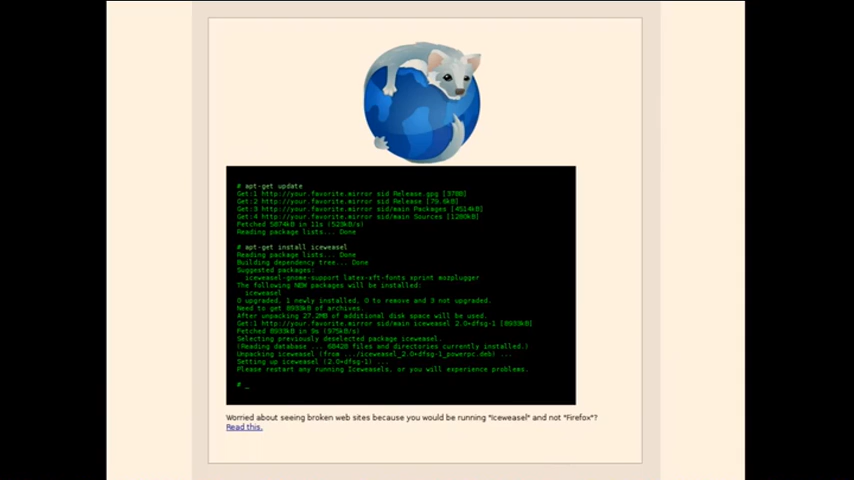 # apt-get update
Get:1 http://your.favorite.mirror sid Release.gpg [378B]
Get:2 http://your.favorite.mirror sid Release [79.6kB]
Get:3 http://your.favorite.mirror sid/main Packages [4514kB]
Get:4 http://your.favorite.mirror sid/main Sources [1280kB]
Fetched 5874kB in 11s (520kB/s)
Reading package lists... Done
# apt-get install iceweasel
Reading package lists... Done
Building dependency tree... Done
Suggested packages:
iceweasel-gnome-support latex-xft-fonts xprint mozplugger
The following NEW packages will be installed:
iceweasel
0 upgraded, 1 newly installed, 0 to remove and 3 not upgraded.
Need to get 8933kB of archives.
After unpacking 27.2MB of additional disk space will be used.
Get:1 http://your.favorite.mirror sid/main iceweasel 2.0+dfsg-1 [8933kB]
Fetched 8933kB in 9s (975kB/s)
Selecting previously deselected package iceweasel.
(Reading database ... 68428 files and directories currently installed.)
Unpacking iceweasel (from .../iceweasel_2.0+dfsg-1_powerpc.deb) ...
Setting up iceweasel (2.0+dfsg-1) ...
Please restart any running Iceweasels, or you will experience problems.
# _
Worried about seeing broken web sites because you would be running "Iceweasel" and not "Firefox"?
Read this.